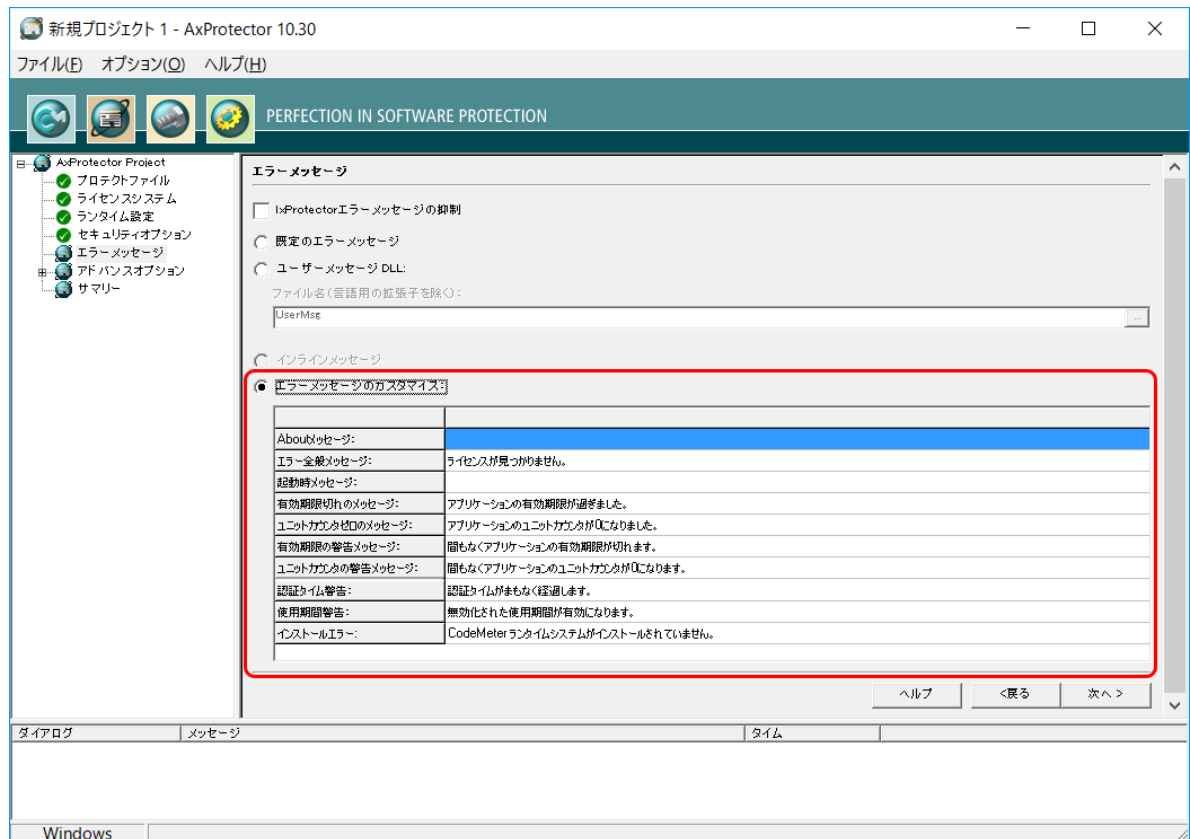 新規プロジェクト 1 - AxProtector 10.30
ファイル(F) オプション(O) ヘルプ(H)
PERFECTION IN SOFTWARE PROTECTION
AxProtector Project
プロテクトファイル
ライセンスシステム
ランタイム設定
セキュリティオプション
エラーメッセージ
アドバンスオプション
サマリー
エラーメッセージ
IxProtectorエラーメッセージの抑制
既定のエラーメッセージ
ユーザーメッセージ DLL:
ファイル名(言語用の拡張子を除く):
UserMsg
...
インラインメッセージ
エラーメッセージのカスタマイズ:
Aboutメッセージ:
エラー全般メッセージ: ライセンスが見つかりません。
起動時メッセージ:
有効期限切れのメッセージ: アプリケーションの有効期限が過ぎました。
ユニットカウンタゼロのメッセージ: アプリケーションのユニットカウンタが0になりました。
有効期限の警告メッセージ: 間もなくアプリケーションの有効期限が切れます。
ユニットカウンタの警告メッセージ: 間もなくアプリケーションのユニットカウンタが0になります。
認証タイム警告: 認証タイムがまもなく経過します。
使用期間警告: 無効化された使用期間が有効になります。
インストールエラー: CodeMeter ランタイムシステムがインストールされていません。
ヘルプ <戻る 次へ >
ダイアログ メッセージ タイム
Windows